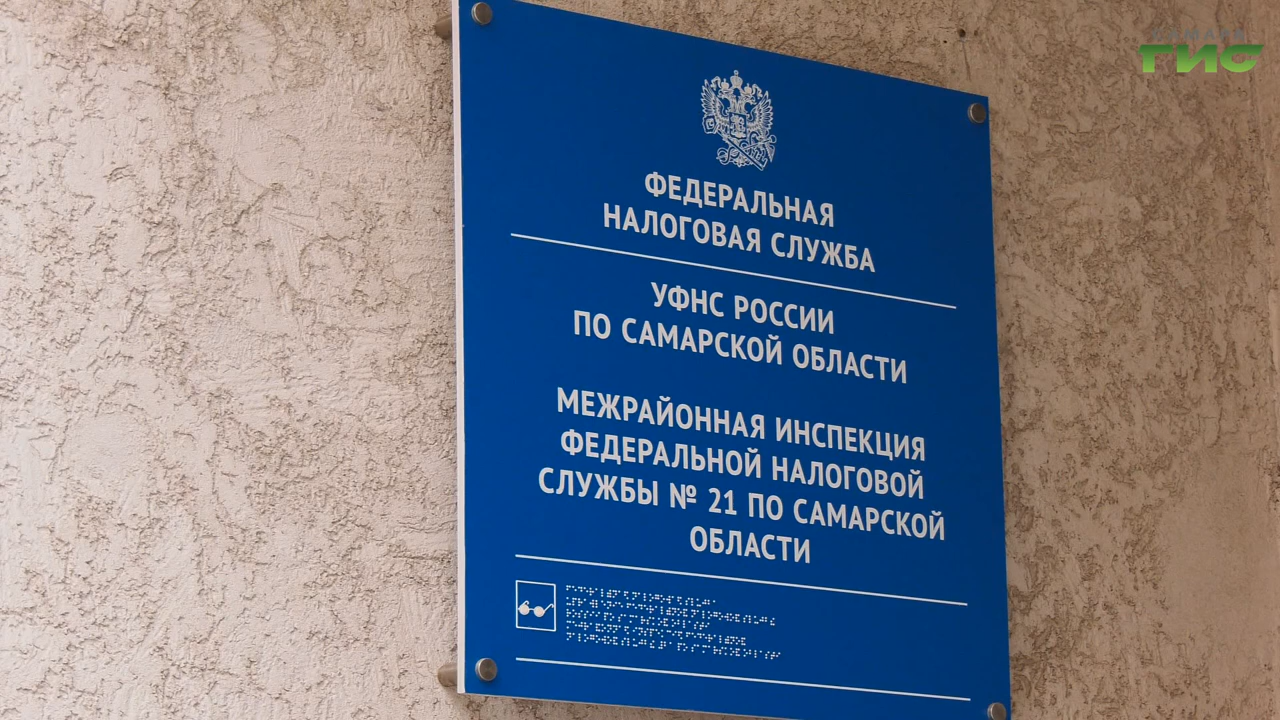 САМАРА
ГИС
ФЕДЕРАЛЬНАЯ
НАЛОГОВАЯ СЛУЖБА
УФНС РОССИИ
ПО САМАРСКОЙ ОБЛАСТИ
МЕЖРАЙОННАЯ ИНСПЕКЦИЯ
ФЕДЕРАЛЬНОЙ НАЛОГОВОЙ
СЛУЖБЫ № 21 ПО САМАРСКОЙ
ОБЛАСТИ